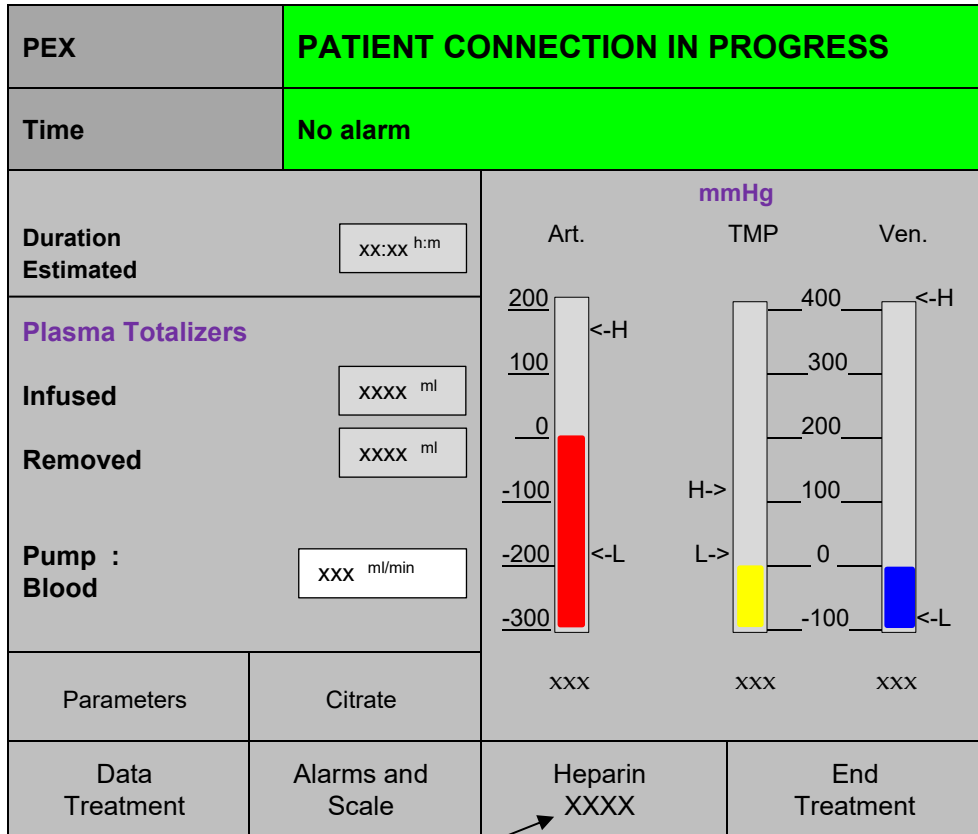 PEX
PATIENT CONNECTION IN PROGRESS
Time
No alarm
Duration
Estimated
xx:xx h:m
Plasma Totalizers
Infused
xxxx ml
Removed
xxxx ml
Pump :
Blood
xxx ml/min
mmHg
Art. TMP Ven.
200 400 <-H
<-H
100 300
0 200
-100 H-> 100
-200 <-L L-> 0
-300 -100 <-L
xxx xxx xxx
Parameters
Citrate
Data
Treatment
Alarms and
Scale
Heparin
XXXX
End
Treatment